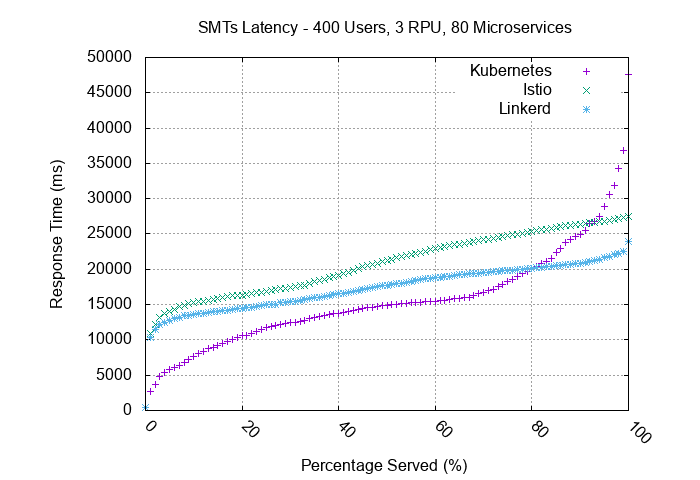 SMTs Latency - 400 Users, 3 RPU, 80 Microservices
50000
45000
40000
35000
30000
25000
20000
15000
10000
5000
0
Response Time (ms)
Kubernetes
Istio
Linkerd
0
20
40
60
80
100
Percentage Served (%)